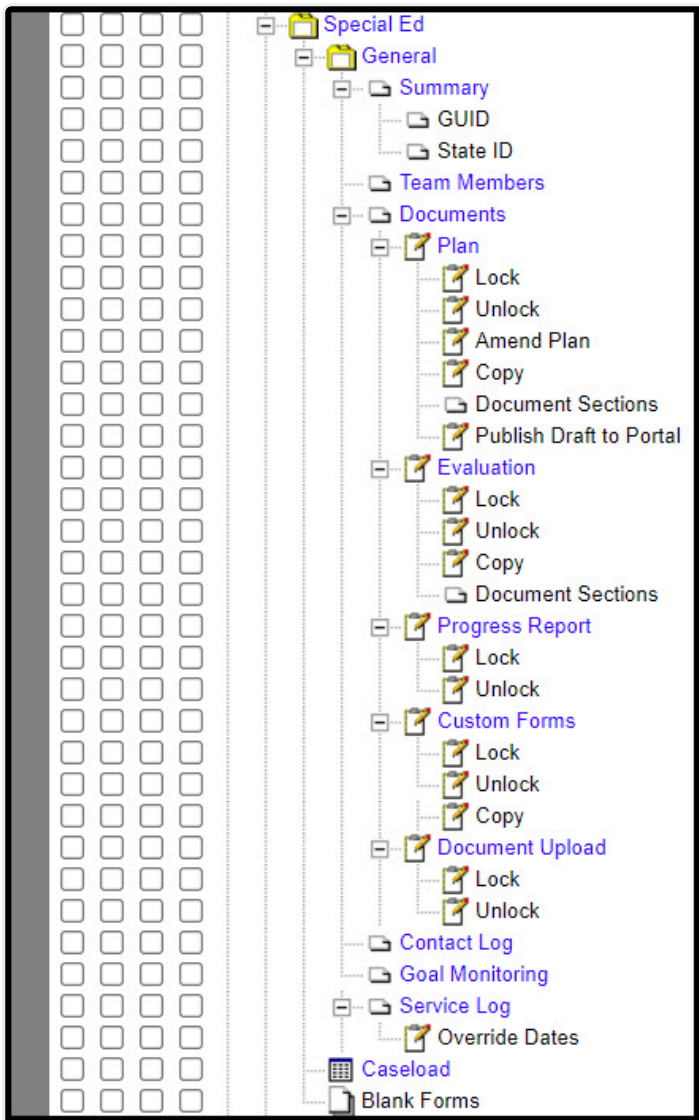 Special Ed
General
Summary
GUID
State ID
Team Members
Documents
Plan
Lock
Unlock
Amend Plan
Copy
Document Sections
Publish Draft to Portal
Evaluation
Lock
Unlock
Copy
Document Sections
Progress Report
Lock
Unlock
Custom Forms
Lock
Unlock
Copy
Document Upload
Lock
Unlock
Contact Log
Goal Monitoring
Service Log
Override Dates
Caseload
Blank Forms